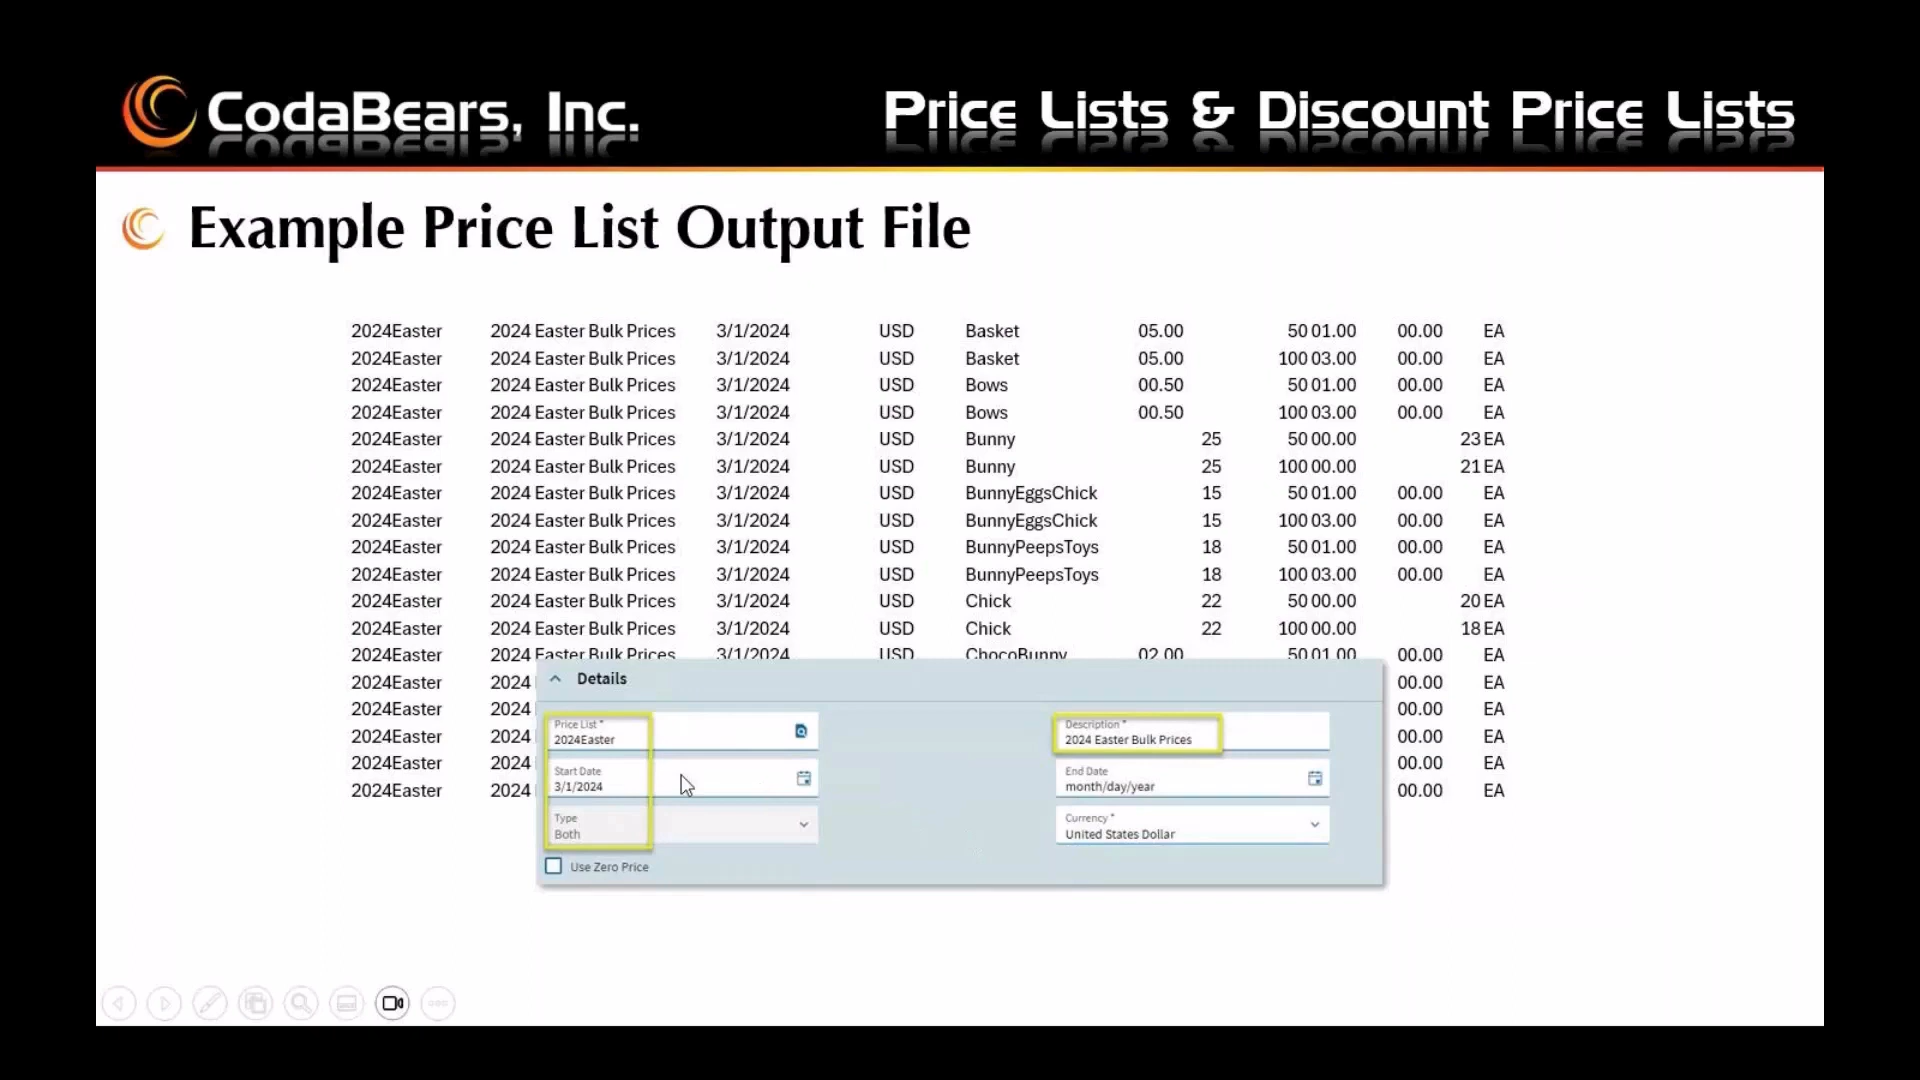 CodaBears, Inc.
Price Lists & Discount Price Lists
Example Price List Output File
2024Easter 2024 Easter Bulk Prices 3/1/2024 USD Basket 05.00 50 01.00 00.00 EA
2024Easter 2024 Easter Bulk Prices 3/1/2024 USD Basket 05.00 100 03.00 00.00 EA
2024Easter 2024 Easter Bulk Prices 3/1/2024 USD Bows 00.50 50 01.00 00.00 EA
2024Easter 2024 Easter Bulk Prices 3/1/2024 USD Bows 00.50 100 03.00 00.00 EA
2024Easter 2024 Easter Bulk Prices 3/1/2024 USD Bunny 25 50 00.00 23 EA
2024Easter 2024 Easter Bulk Prices 3/1/2024 USD Bunny 25 100 00.00 21 EA
2024Easter 2024 Easter Bulk Prices 3/1/2024 USD BunnyEggsChick 15 50 01.00 00.00 EA
2024Easter 2024 Easter Bulk Prices 3/1/2024 USD BunnyEggsChick 15 100 03.00 00.00 EA
2024Easter 2024 Easter Bulk Prices 3/1/2024 USD BunnyPeepsToys 18 50 01.00 00.00 EA
2024Easter 2024 Easter Bulk Prices 3/1/2024 USD BunnyPeepsToys 18 100 03.00 00.00 EA
2024Easter 2024 Easter Bulk Prices 3/1/2024 USD Chick 22 50 00.00 20 EA
2024Easter 2024 Easter Bulk Prices 3/1/2024 USD Chick 22 100 00.00 18 EA
2024Easter 2024 Easter Bulk Prices 3/1/2024 USD ChocoBunny 02.00 50 01.00 00.00 EA
2024Easter 2024 00.00 EA
2024Easter 2024 00.00 EA
2024Easter 2024 00.00 EA
2024Easter 2024 00.00 EA
2024Easter 2024 00.00 EA
Details
Price List *
2024Easter
Description *
2024 Easter Bulk Prices
Start Date
3/1/2024
End Date
month/day/year
Type
Both
Currency *
United States Dollar
Use Zero Price